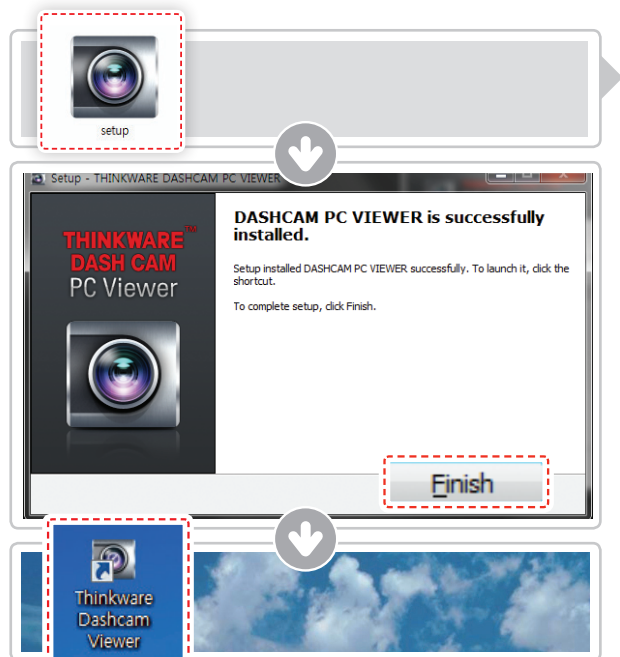 setup
Setup - THINKWARE DASHCAM PC VIEWER
THINKWARE™
DASH CAM
PC Viewer
DASHCAM PC VIEWER is successfully
installed.
Setup installed DASHCAM PC VIEWER successfully. To launch it, click the
shortcut.
To complete setup, click Finish.
Finish
Thinkware
Dashcam
Viewer